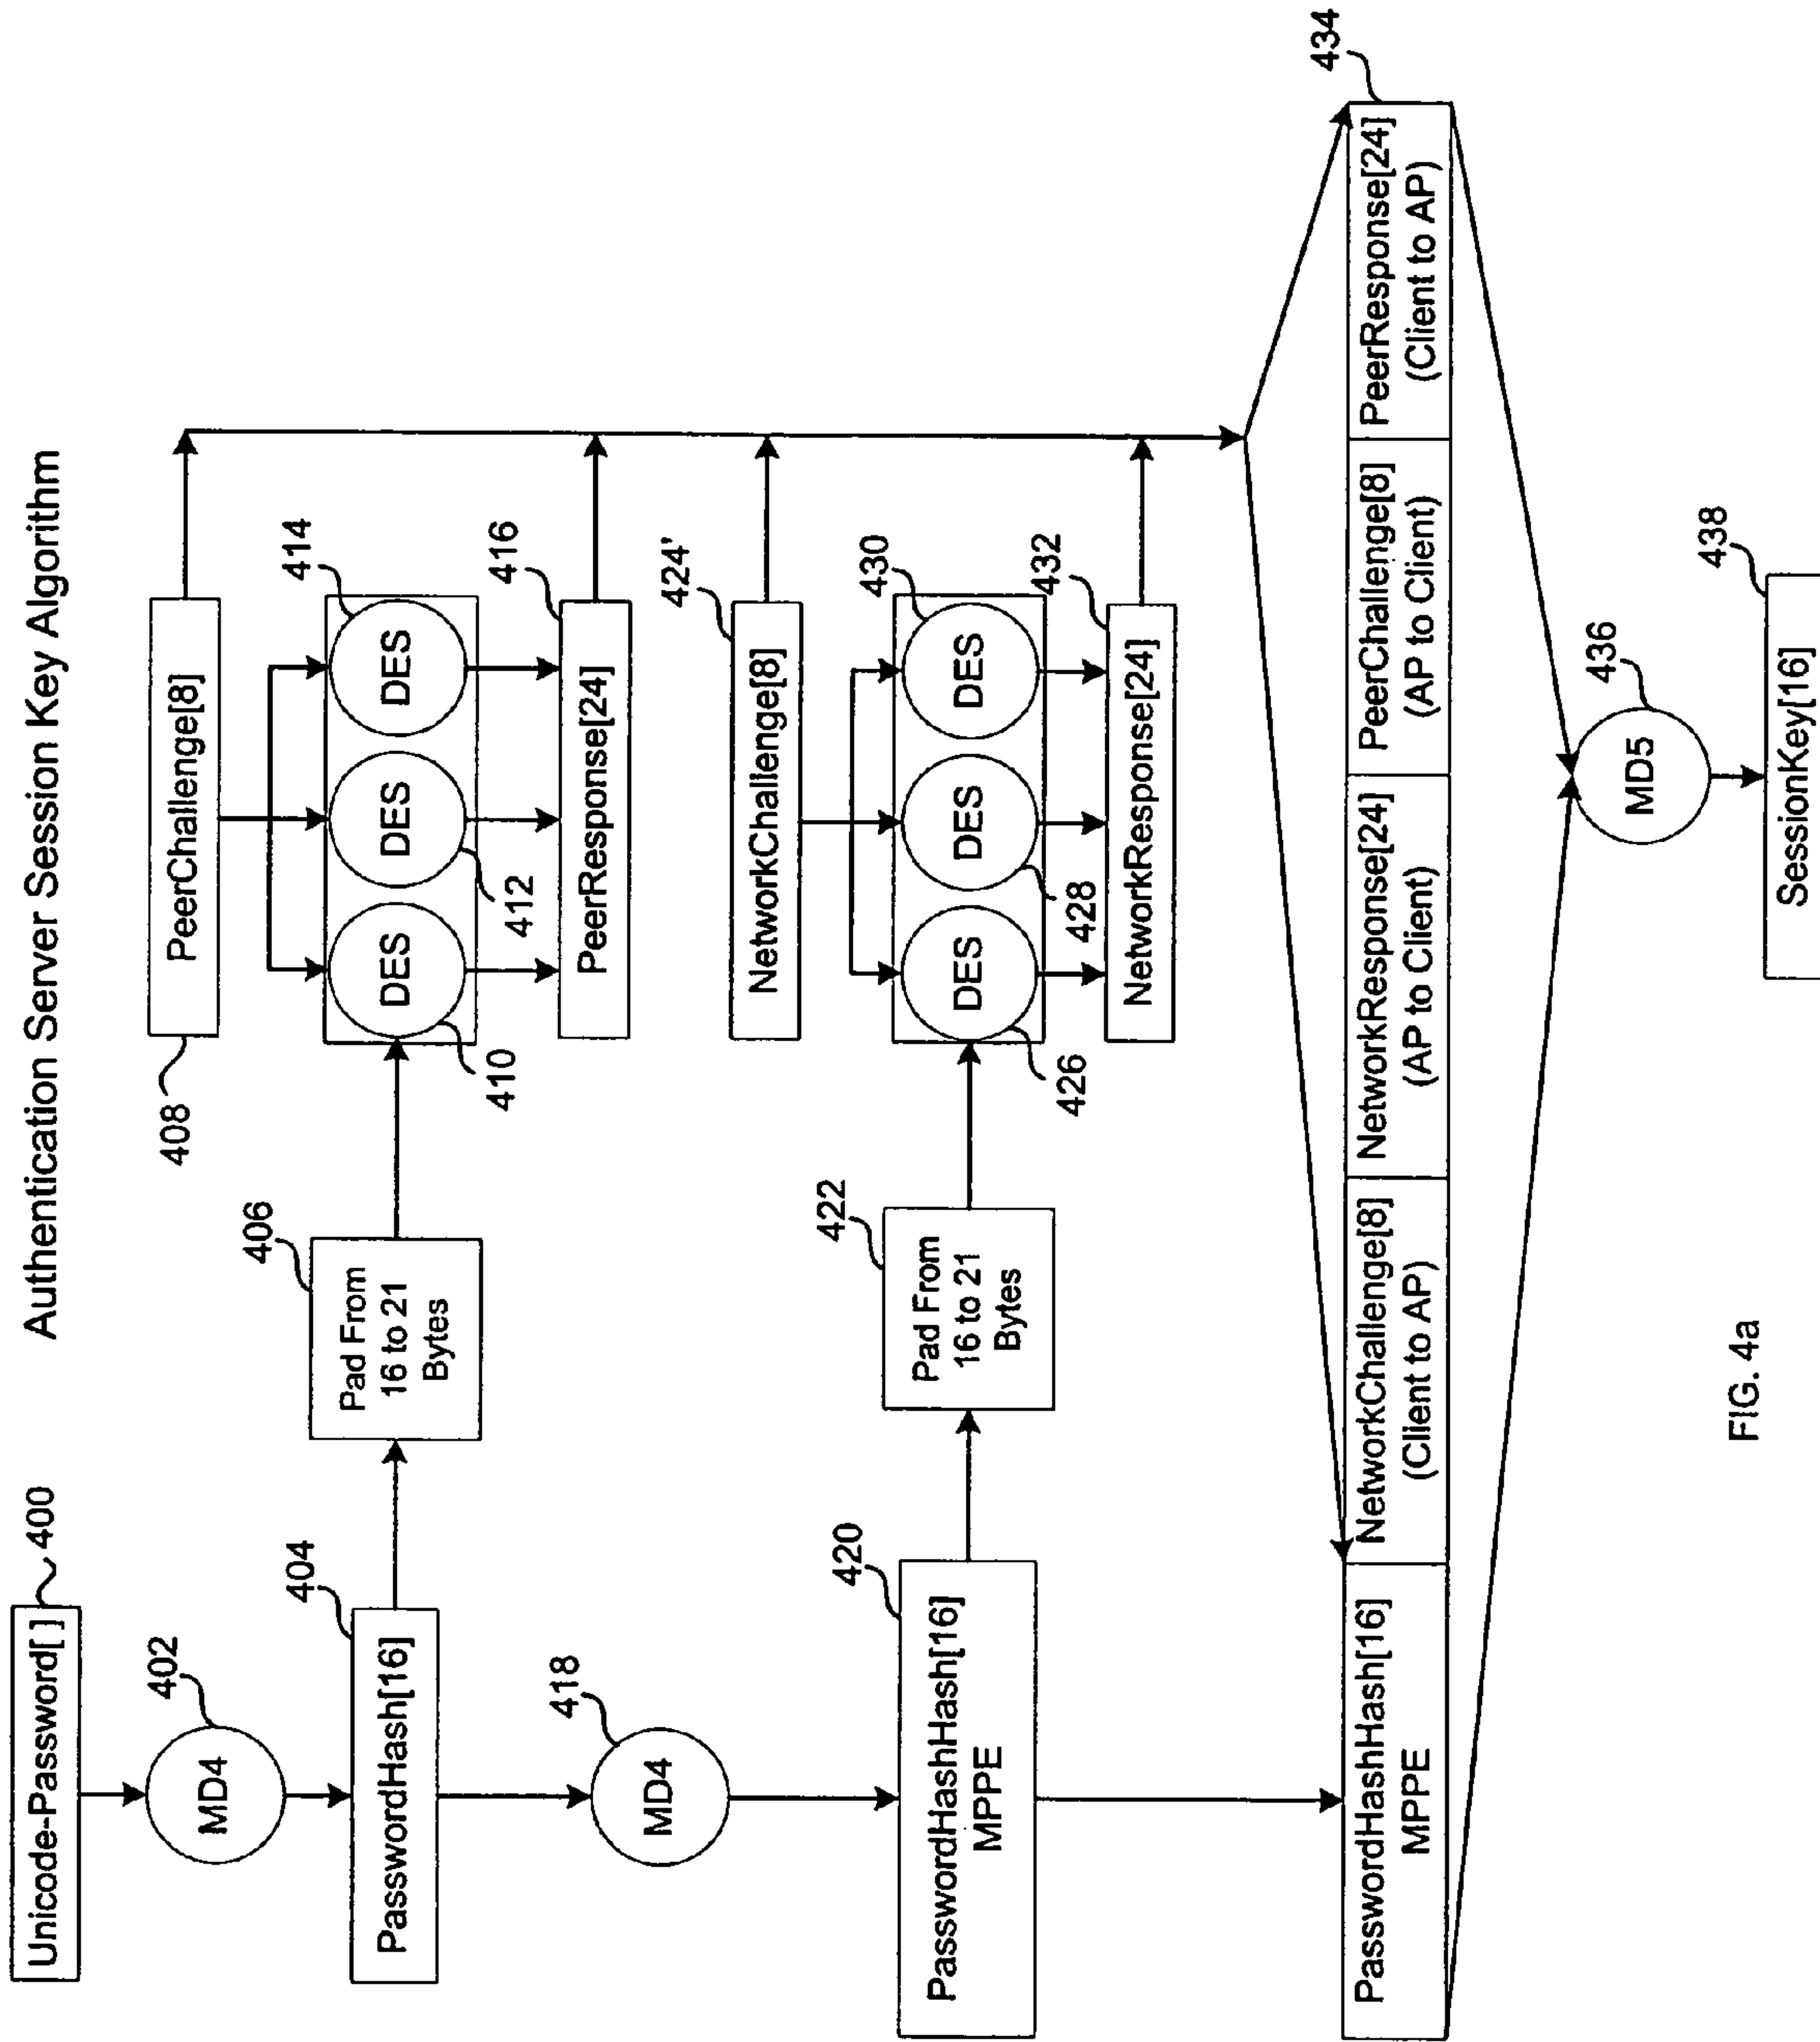 Authentication Server Session Key Algorithm
Unicode-Password[ ]
400
402
MD4
404
PasswordHash[16]
406
Pad From
16 to 21
Bytes
408
PeerChallenge[8]
DES
DES
DES
410
412
414
416
PeerResponse[24]
418
MD4
420
PasswordHashHash[16]
MPPE
422
Pad From
16 to 21
Bytes
424'
NetworkChallenge[8]
DES
DES
DES
426
428
430
432
NetworkResponse[24]
434
PasswordHashHash[16]
MPPE
NetworkChallenge[8]
(Client to AP)
NetworkResponse[24]
(AP to Client)
PeerChallenge[8]
(AP to Client)
PeerResponse[24]
(Client to AP)
436
MD5
438
SessionKey[16]
FIG. 4a